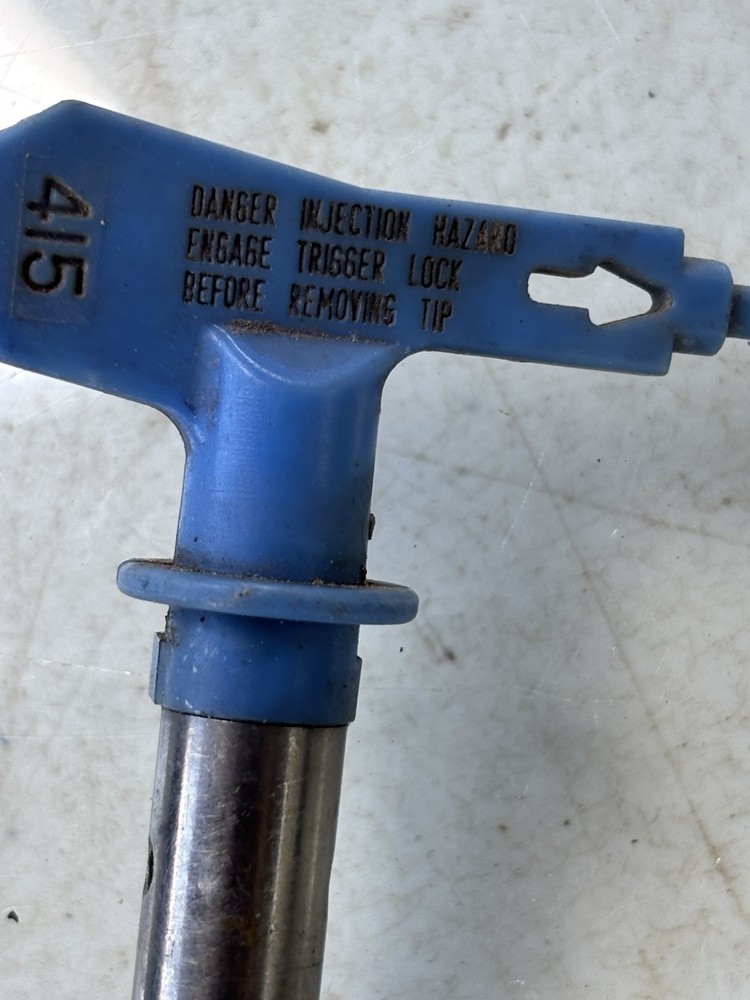 415
DANGER INJECTION HAZARD
ENGAGE TRIGGER LOCK
BEFORE REMOVING TIP